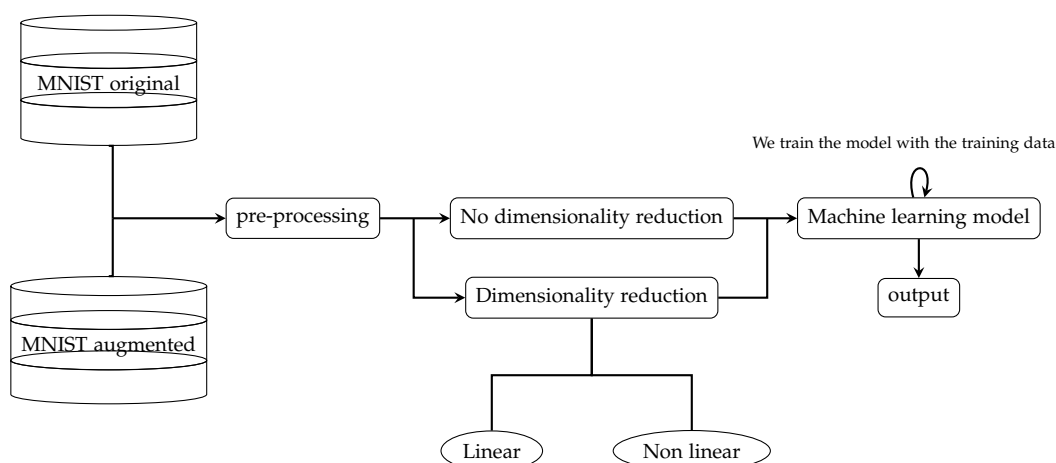 MNIST original
We train the model with the training data
pre-processing
No dimensionality reduction
Machine learning model
Dimensionality reduction
output
MNIST augmented
Linear
Non linear